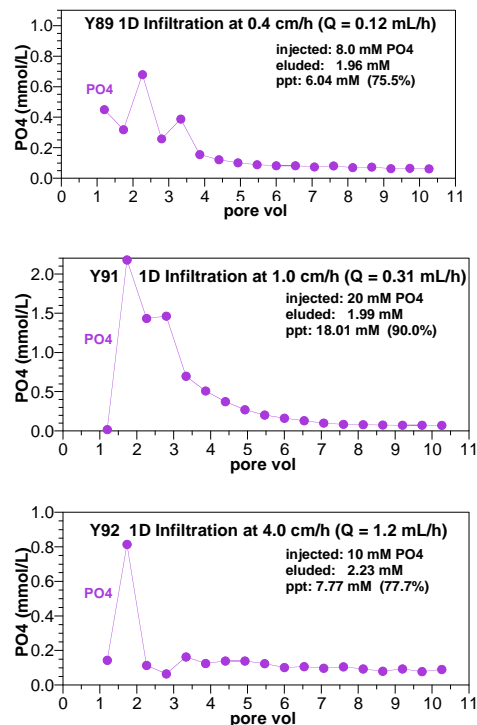 Y89 1D Infiltration at 0.4 cm/h (Q = 0.12 mL/h)
1.0
injected: 8.0 mM PO4
eluded: 1.96 mM
ppt: 6.04 mM (75.5%)
0.8
PO4
0.6
PO4 (mmol/L)
0.4
0.2
0.0
0 1 2 3 4 5 6 7 8 9 10 11
pore vol
Y91 1D Infiltration at 1.0 cm/h (Q = 0.31 mL/h)
2.0
injected: 20 mM PO4
eluded: 1.99 mM
ppt: 18.01 mM (90.0%)
1.5
PO4
PO4 (mmol/L)
1.0
0.5
0.0
0 1 2 3 4 5 6 7 8 9 10 11
pore vol
1.0
Y92 1D Infiltration at 4.0 cm/h (Q = 1.2 mL/h)
injected: 10 mM PO4
eluded: 2.23 mM
ppt: 7.77 mM (77.7%)
0.8
PO4
0.6
PO4 (mmol/L)
0.4
0.2
0.0
0 1 2 3 4 5 6 7 8 9 10 11
pore vol